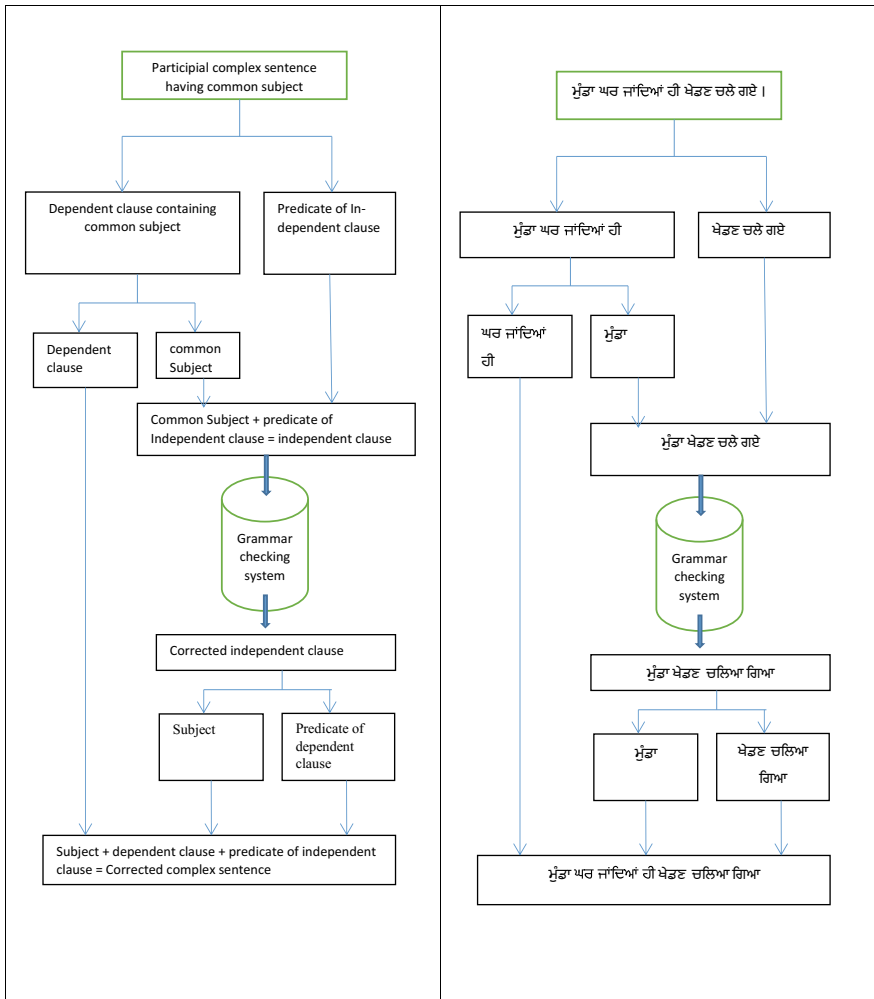 Participial complex sentence
having common subject
Dependent clause containing
common subject
Predicate of In-
dependent clause
Dependent
clause
common
Subject
Common Subject + predicate of
Independent clause = independent clause
Grammar
checking
system
Corrected independent clause
Subject
Predicate of
dependent
clause
Subject + dependent clause + predicate of independent
clause = Corrected complex sentence
ਮੁੰਡਾ ਘਰ ਜਾਂਦਿਆਂ ਹੀ ਖੇਡਣ ਚਲੇ ਗਏ।
ਮੁੰਡਾ ਘਰ ਜਾਂਦਿਆਂ ਹੀ
ਖੇਡਣ ਚਲੇ ਗਏ
ਘਰ ਜਾਂਦਿਆਂ
ਹੀ
ਮੁੰਡਾ
ਮੁੰਡਾ ਖੇਡਣ ਚਲੇ ਗਏ
Grammar
checking
system
ਮੁੰਡਾ ਖੇਡਣ ਚਲਿਆ ਗਿਆ
ਮੁੰਡਾ
ਖੇਡਣ ਚਲਿਆ
ਗਿਆ
ਮੁੰਡਾ ਘਰ ਜਾਂਦਿਆਂ ਹੀ ਖੇਡਣ ਚਲਿਆ ਗਿਆ